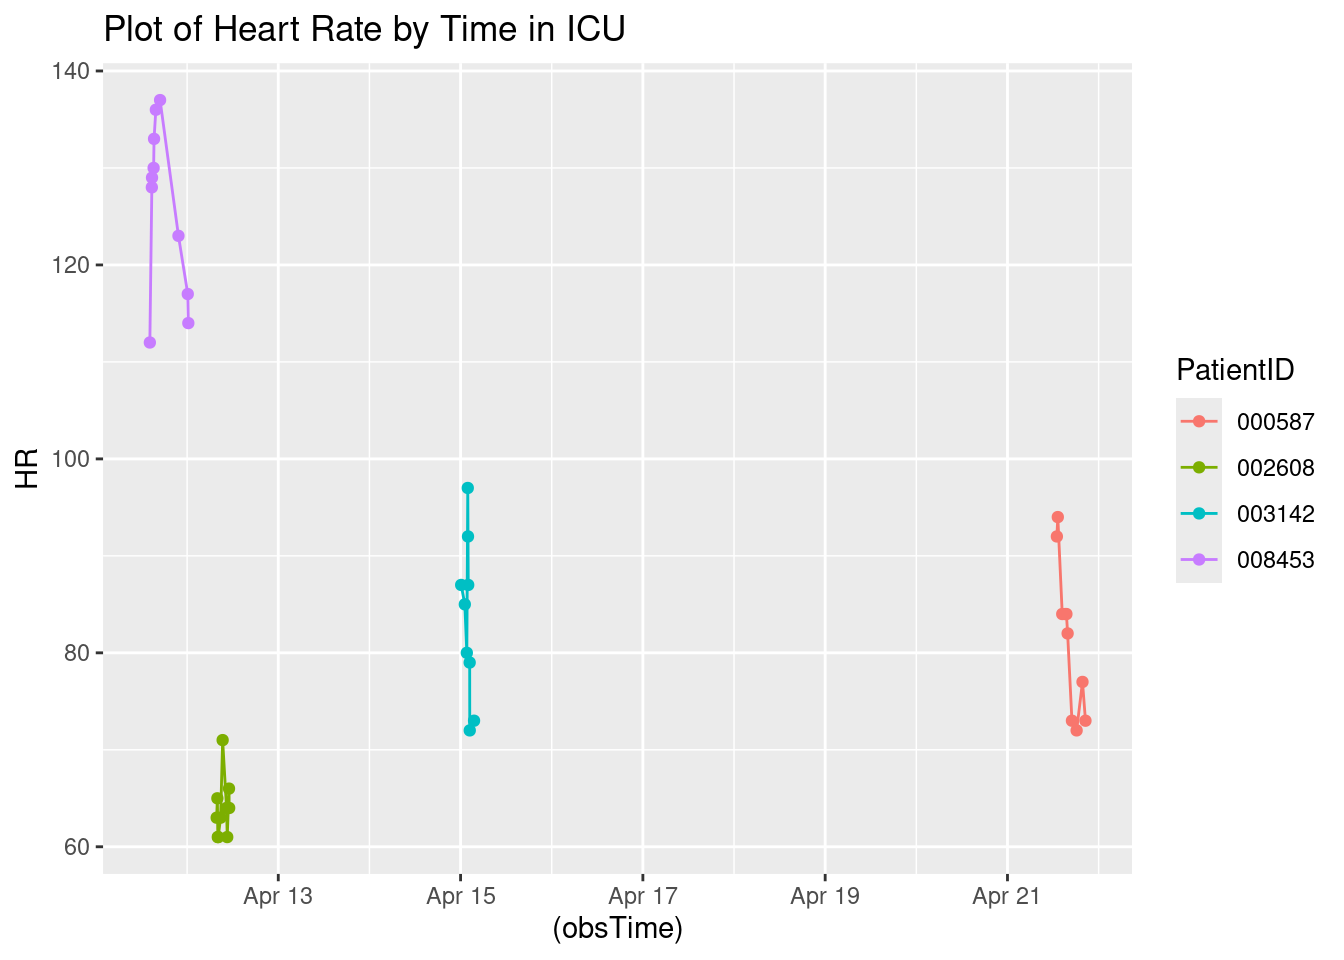 Plot of Heart Rate by Time in ICU
140
120
100
80
60
HR
Apr 13
Apr 15
Apr 17
Apr 19
Apr 21
(obsTime)
PatientID
000587
002608
003142
008453